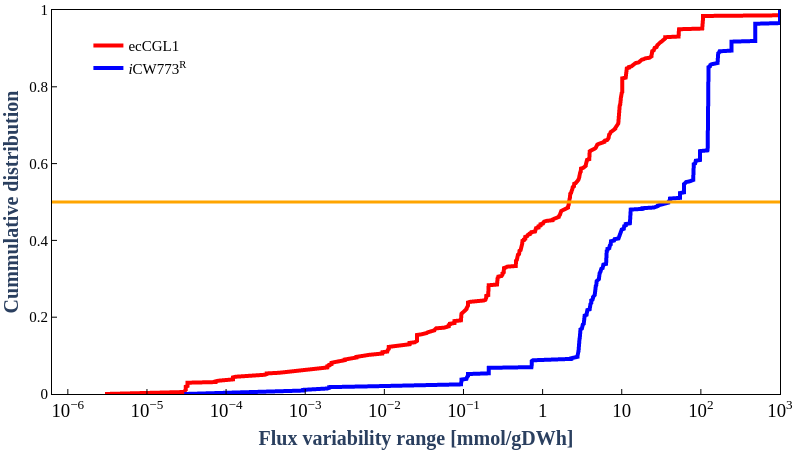 1
0.8
0.6
0.4
0.2
0
ecCGL1
iCW773ᴿ
Cummulative distribution
10⁻⁶ 10⁻⁵ 10⁻⁴ 10⁻³ 10⁻² 10⁻¹ 1 10 10² 10³
Flux variability range [mmol/gDWh]